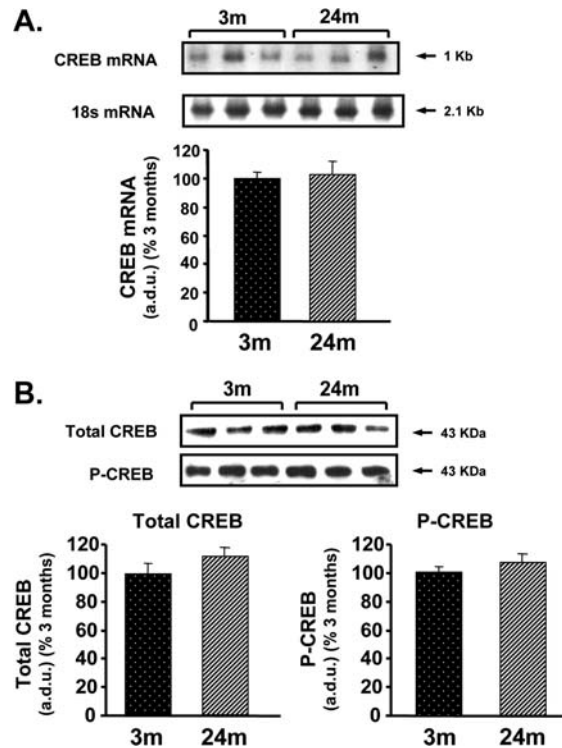 A.
3m 24m
CREB mRNA 1 Kb
18s mRNA 2.1 Kb
CREB mRNA
(a.d.u.) (% 3 months)
120
100
80
60
40
20
0
3m 24m
B.
3m 24m
Total CREB 43 KDa
P-CREB 43 KDa
Total CREB
Total CREB
(a.d.u.) (% 3 months)
120
100
80
60
40
20
0
3m 24m
P-CREB
P-CREB
(a.d.u.) (% 3 months)
120
100
80
60
40
20
0
3m 24m